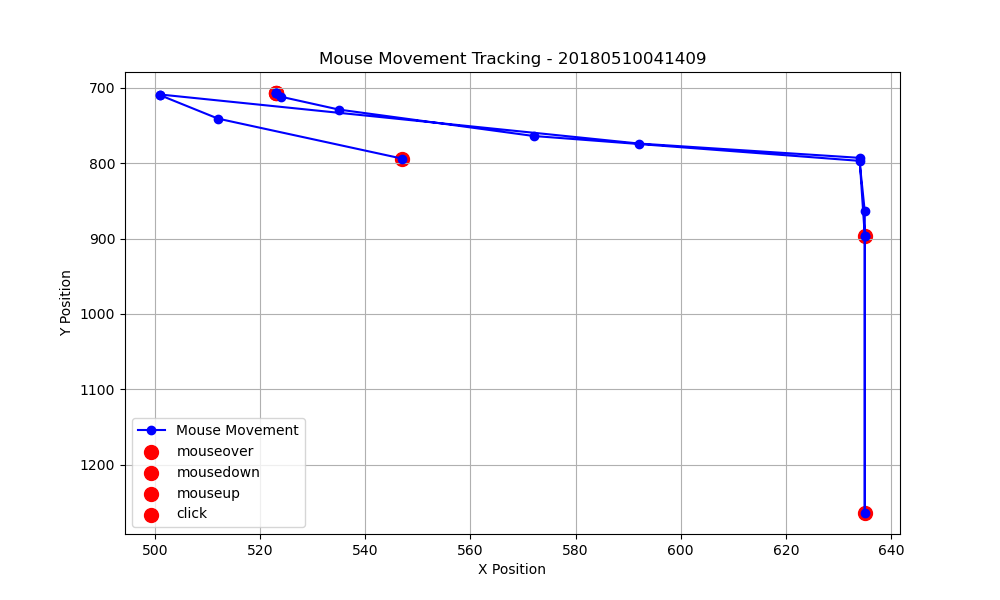 Mouse Movement Tracking - 20180510041409
700
800
900
1000
1100
1200
Y Position
Mouse Movement
mouseover
mousedown
mouseup
click
500 520 540 560 580 600 620 640
X Position